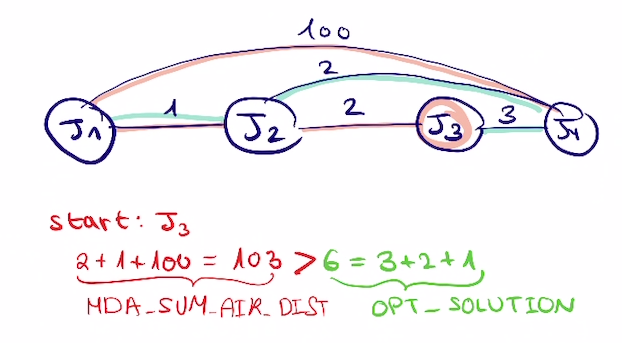 100
2
1
2
3
J1
J2
J3
J4
start: J3
2+1+100 = 103 > 6 = 3+2+1
MDA_SUM_AIR_DIST
OPT_SOLUTION